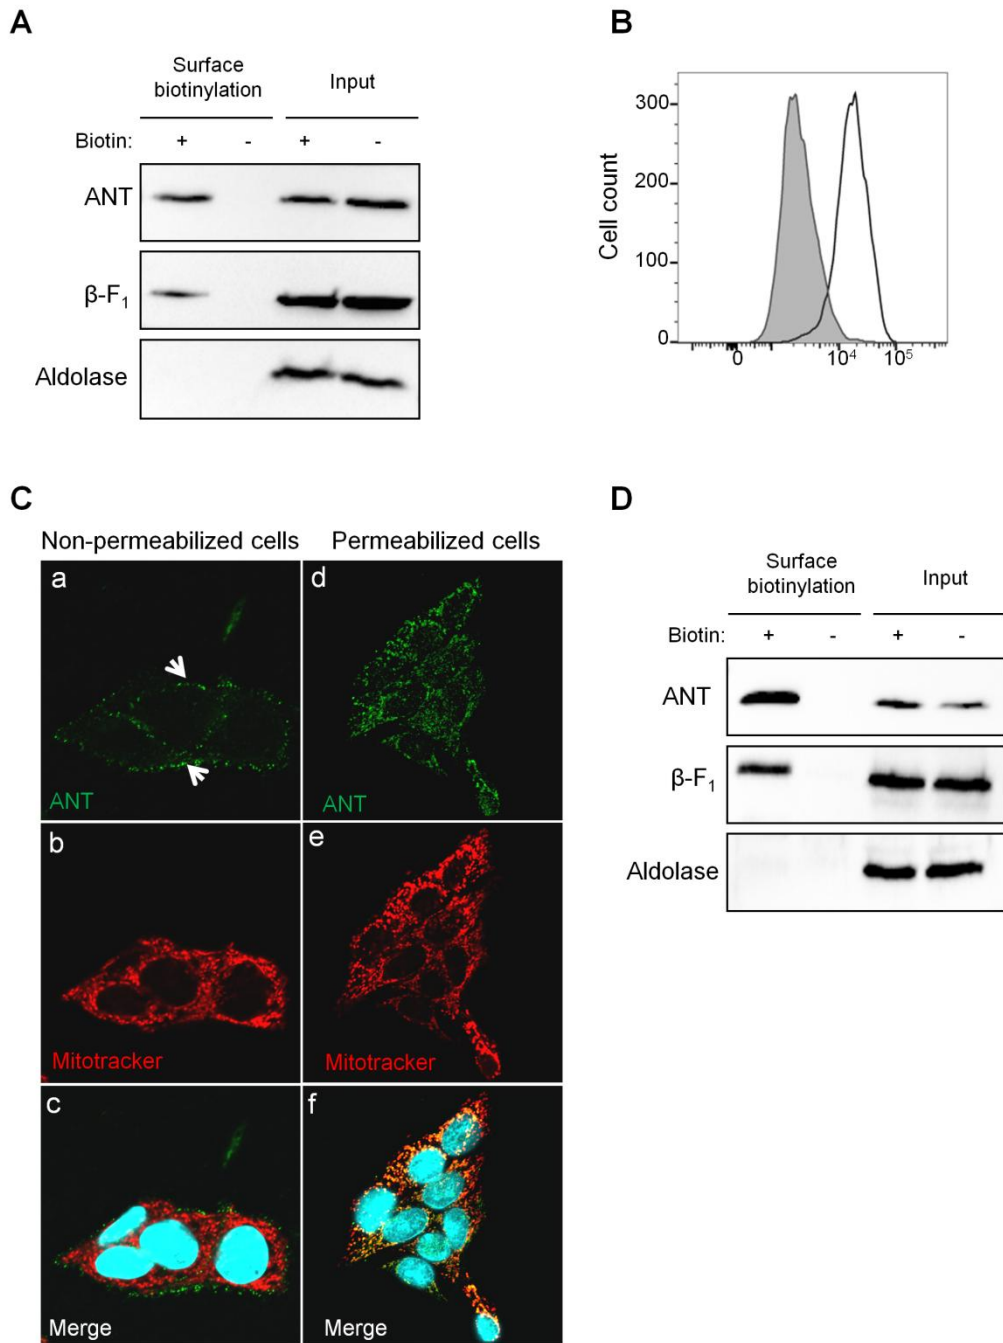 A
Surface
biotinylation
Input
Biotin: + - + -
ANT
β-F₁
Aldolase
B
Cell count
300
200
100
0
0 10⁴ 10⁵
C
Non-permeabilized cells Permeabilized cells
a
ANT
d
ANT
b
Mitotracker
e
Mitotracker
c
Merge
f
Merge
D
Surface
biotinylation
Input
Biotin: + - + -
ANT
β-F₁
Aldolase